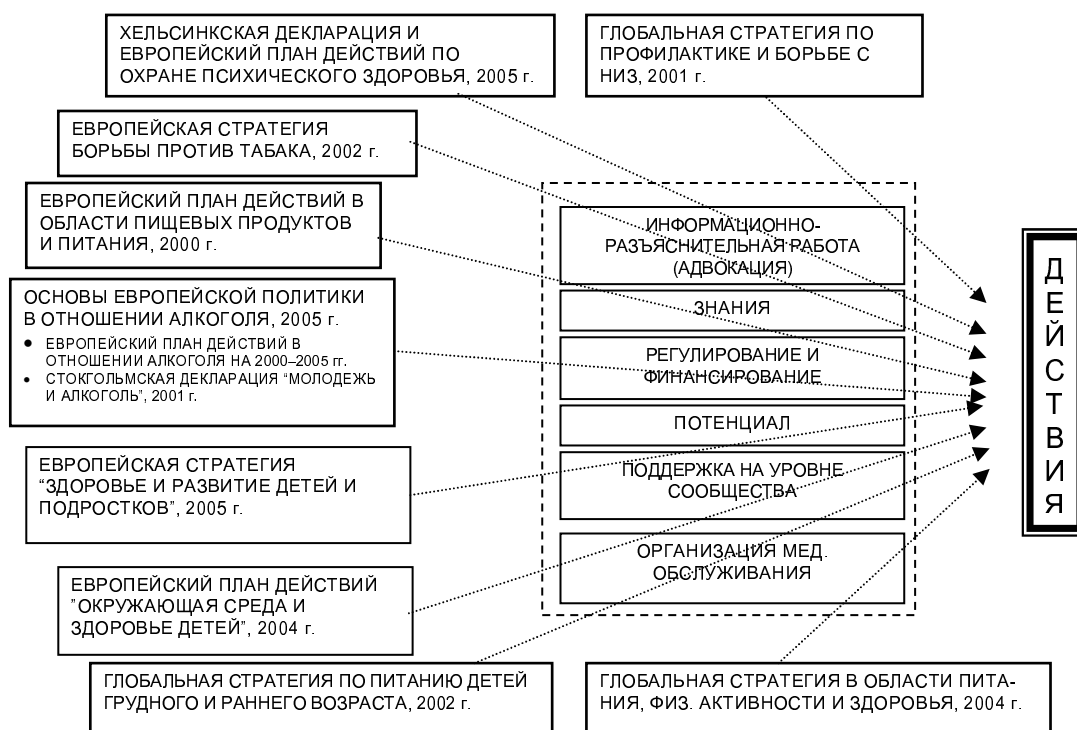 ХЕЛЬСИНКСКАЯ ДЕКЛАРАЦИЯ И
ЕВРОПЕЙСКИЙ ПЛАН ДЕЙСТВИЙ ПО
ОХРАНЕ ПСИХИЧЕСКОГО ЗДОРОВЬЯ, 2005 г.
ГЛОБАЛЬНАЯ СТРАТЕГИЯ ПО
ПРОФИЛАКТИКЕ И БОРЬБЕ С
НИЗ, 2001 г.
ЕВРОПЕЙСКАЯ СТРАТЕГИЯ
БОРЬБЫ ПРОТИВ ТАБАКА, 2002 г.
ЕВРОПЕЙСКИЙ ПЛАН ДЕЙСТВИЙ В
ОБЛАСТИ ПИЩЕВЫХ ПРОДУКТОВ
И ПИТАНИЯ, 2000 г.
ОСНОВЫ ЕВРОПЕЙСКОЙ ПОЛИТИКИ
В ОТНОШЕНИИ АЛКОГОЛЯ, 2005 г.
• ЕВРОПЕЙСКИЙ ПЛАН ДЕЙСТВИЙ В
ОТНОШЕНИИ АЛКОГОЛЯ НА 2000–2005 гг.
• СТОКГОЛЬМСКАЯ ДЕКЛАРАЦИЯ “МОЛОДЕЖЬ
И АЛКОГОЛЬ”, 2001 г.
ЕВРОПЕЙСКАЯ СТРАТЕГИЯ
“ЗДОРОВЬЕ И РАЗВИТИЕ ДЕТЕЙ И
ПОДРОСТКОВ”, 2005 г.
ЕВРОПЕЙСКИЙ ПЛАН ДЕЙСТВИЙ
”ОКРУЖАЮЩАЯ СРЕДА И
ЗДОРОВЬЕ ДЕТЕЙ”, 2004 г.
ГЛОБАЛЬНАЯ СТРАТЕГИЯ ПО ПИТАНИЮ ДЕТЕЙ
ГРУДНОГО И РАННЕГО ВОЗРАСТА, 2002 г.
ГЛОБАЛЬНАЯ СТРАТЕГИЯ В ОБЛАСТИ ПИТА-
НИЯ, ФИЗ. АКТИВНОСТИ И ЗДОРОВЬЯ, 2004 г.
ИНФОРМАЦИОННО-
РАЗЪЯСНИТЕЛЬНАЯ РАБОТА
(АДВОКАЦИЯ)
ЗНАНИЯ
РЕГУЛИРОВАНИЕ И
ФИНАНСИРОВАНИЕ
ПОТЕНЦИАЛ
ПОДДЕРЖКА НА УРОВНЕ
СООБЩЕСТВА
ОРГАНИЗАЦИЯ МЕД.
ОБСЛУЖИВАНИЯ
ДЕЙСТВИЯ